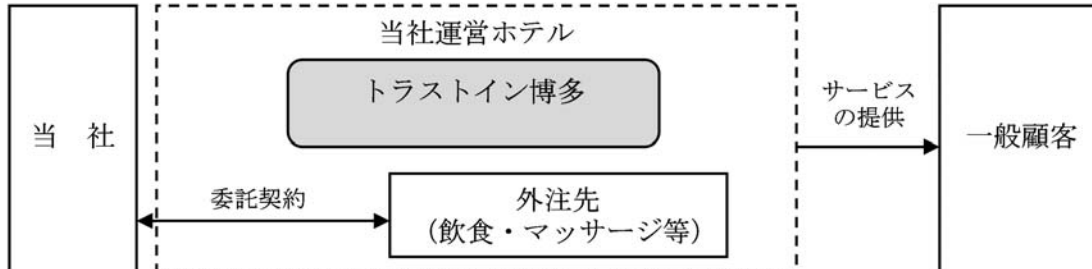 当社運営ホテル
トラストイン博多
当 社
委託契約
外注先
（飲食・マッサージ等）
サービス
の提供
一般顧客